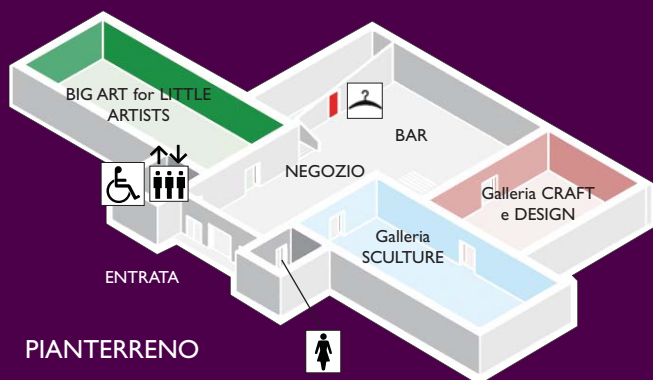 BIG ART for LITTLE
ARTISTS
BAR
NEGOZIO
Galleria CRAFT
e DESIGN
Galleria
SCULTURE
ENTRATA
PIANTERRENO